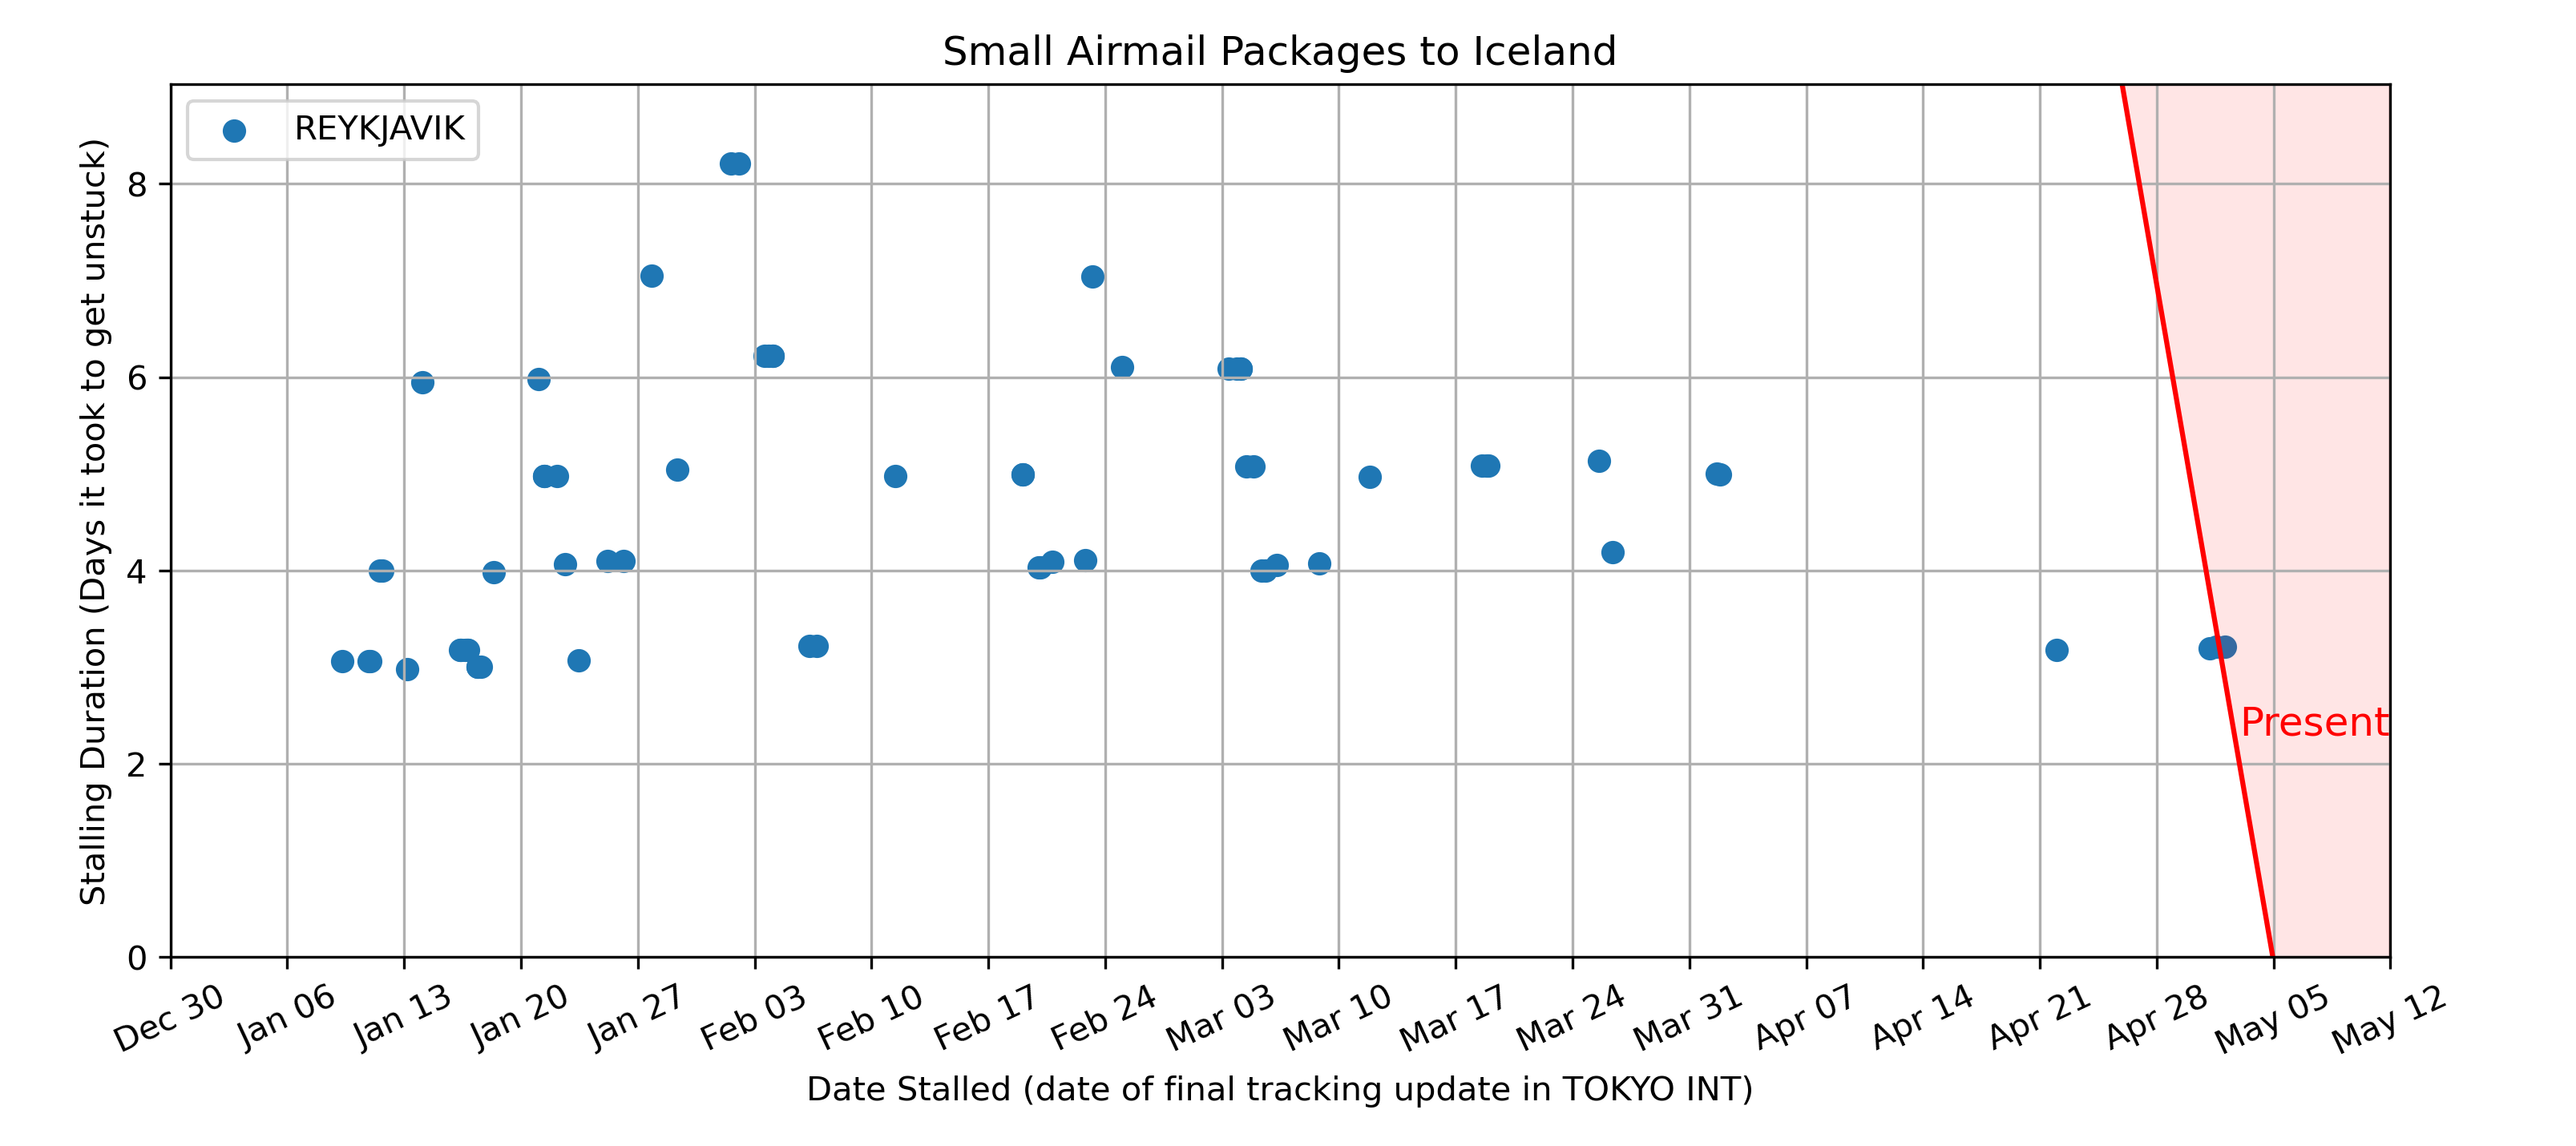 Small Airmail Packages to Iceland
REYKJAVIK
Stalling Duration (Days it took to get unstuck)
8
6
4
2
0
Present
Dec 30
Jan 06
Jan 13
Jan 20
Jan 27
Feb 03
Feb 10
Feb 17
Feb 24
Mar 03
Mar 10
Mar 17
Mar 24
Mar 31
Apr 07
Apr 14
Apr 21
Apr 28
May 05
May 12
Date Stalled (date of final tracking update in TOKYO INT)